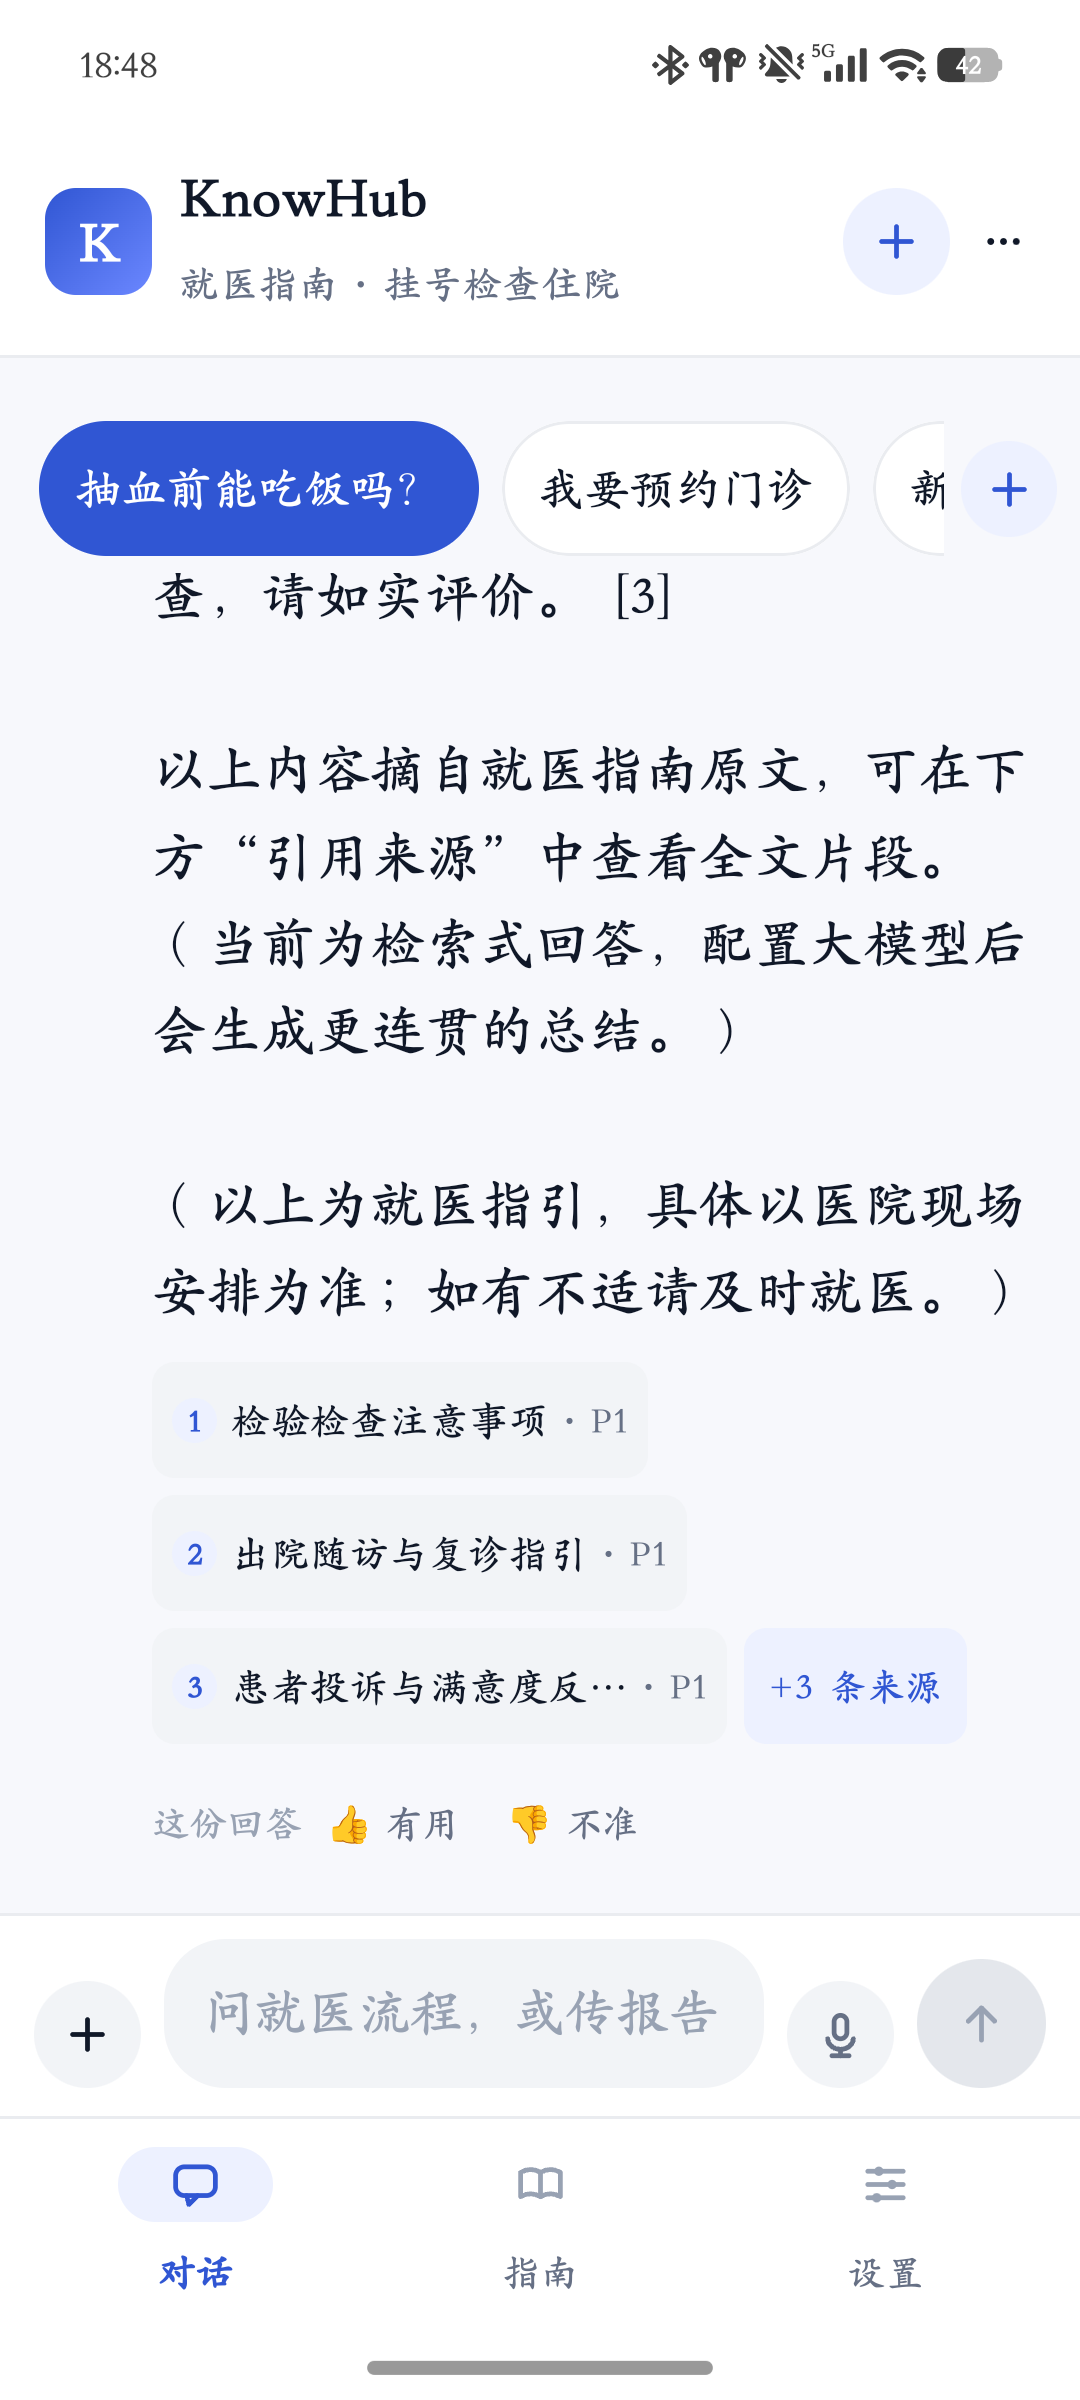 18:48
5G
42
K
KnowHub
就医指南 · 挂号检查住院
抽血前能吃饭吗？
我要预约门诊
新
查，请如实评价。 [3]
以上内容摘自就医指南原文，可在下
方“引用来源”中查看全文片段。
（当前为检索式回答，配置大模型后
会生成更连贯的总结。）
（以上为就医指引，具体以医院现场
安排为准；如有不适请及时就医。）
1 检验检查注意事项 · P1
2 出院随访与复诊指引 · P1
3 患者投诉与满意度反… · P1
+3 条来源
这份回答 👍 有用 👎 不准
问就医流程，或传报告
对话
指南
设置